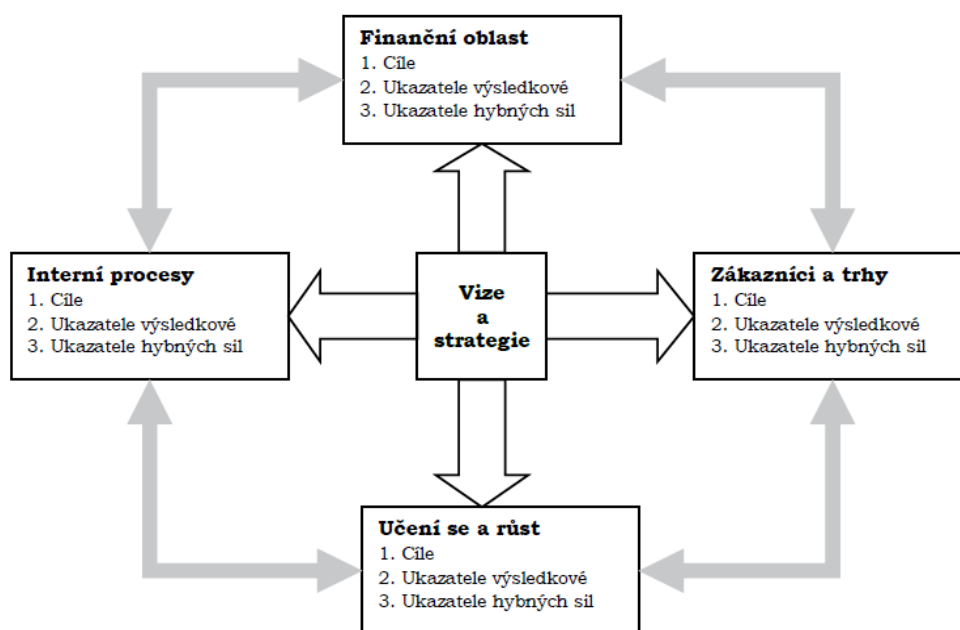 Finanční oblast
1. Cíle
2. Ukazatele výsledkové
3. Ukazatele hybných sil
Interní procesy
1. Cíle
2. Ukazatele výsledkové
3. Ukazatele hybných sil
Vize
a
strategie
Zákazníci a trhy
1. Cíle
2. Ukazatele výsledkové
3. Ukazatele hybných sil
Učení se a růst
1. Cíle
2. Ukazatele výsledkové
3. Ukazatele hybných sil